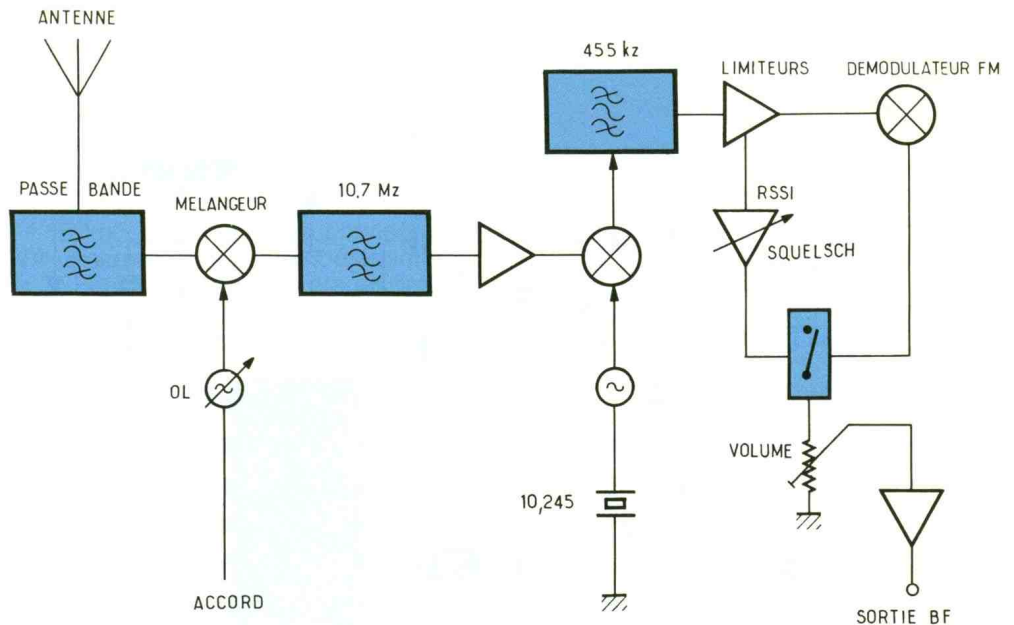 ANTENNE
PASSE BANDE
MELANGEUR
10,7 Mz
455 kz
LIMITEURS
DEMODULATEUR FM
RSSI
SQUELSCH
OL
ACCORD
10,245
VOLUME
SORTIE BF